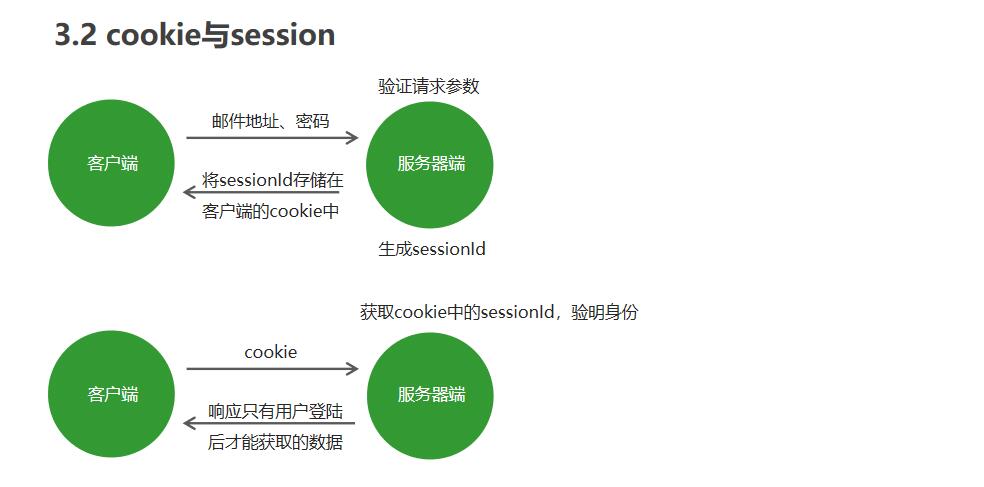 3.2 cookie与session
验证请求参数
邮件地址、密码
客户端
服务器端
将sessionId存储在
客户端的cookie中
生成sessionId
获取cookie中的sessionId，验明身份
cookie
客户端
服务器端
响应只有用户登陆
后才能获取的数据